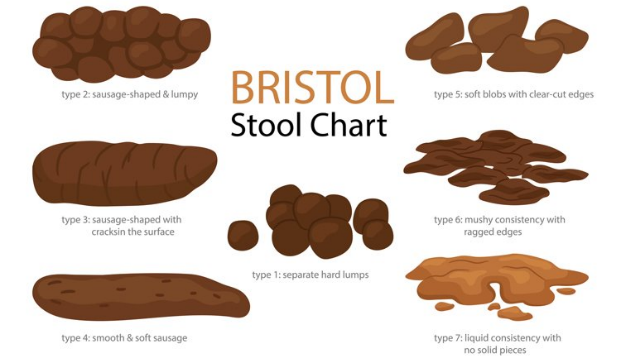 BRISTOL
Stool Chart
type 2: sausage-shaped & lumpy
type 3: sausage-shaped with
cracksin the surface
type 4: smooth & soft sausage
type 1: separate hard lumps
type 5: soft blobs with clear-cut edges
type 6: mushy consistency with
ragged edges
type 7: liquid consistency with
no solid pieces